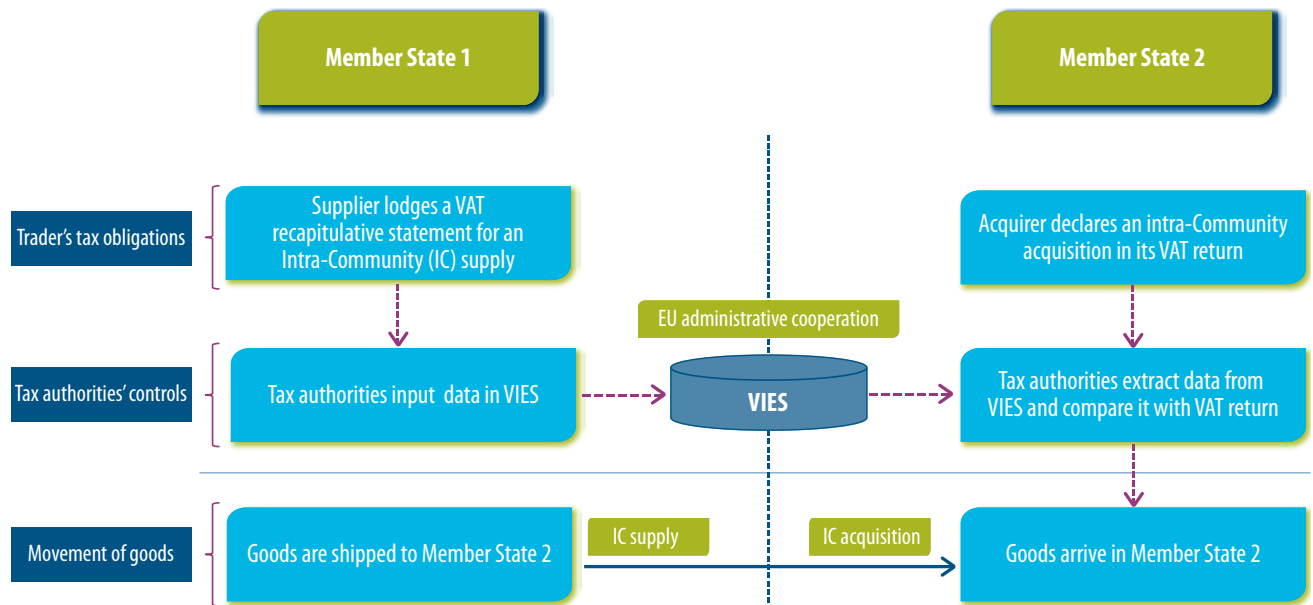 Member State 1
Member State 2
Trader's tax obligations
Supplier lodges a VAT
recapitulative statement for an
Intra-Community (IC) supply
Acquirer declares an intra-Community
acquisition in its VAT return
EU administrative cooperation
Tax authorities' controls
Tax authorities input data in VIES
VIES
Tax authorities extract data from
VIES and compare it with VAT return
Movement of goods
Goods are shipped to Member State 2
IC supply
IC acquisition
Goods arrive in Member State 2